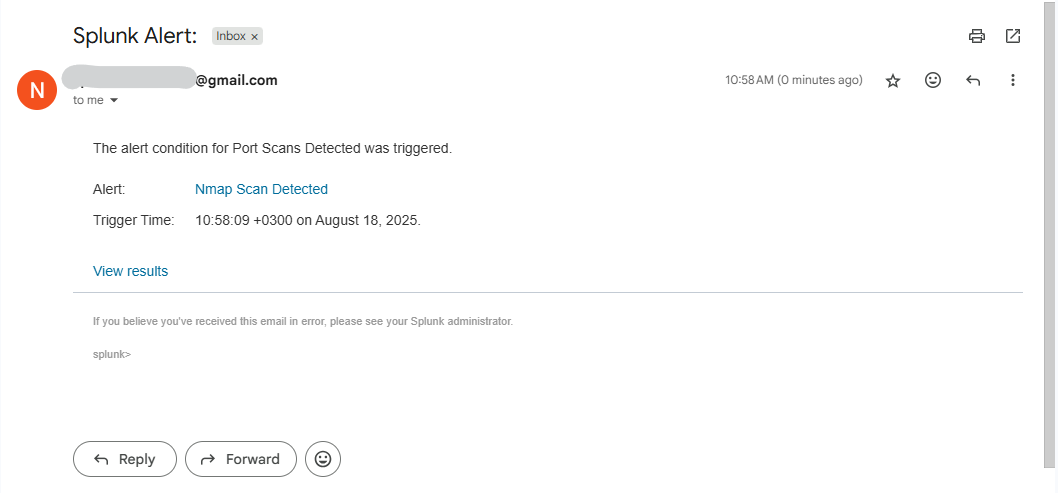 Splunk Alert: Inbox ×
N
@gmail.com 10:58 AM (0 minutes ago)
to me
The alert condition for Port Scans Detected was triggered.
Alert: Nmap Scan Detected
Trigger Time: 10:58:09 +0300 on August 18, 2025.
View results
If you believe you've received this email in error, please see your Splunk administrator.
splunk>
Reply Forward